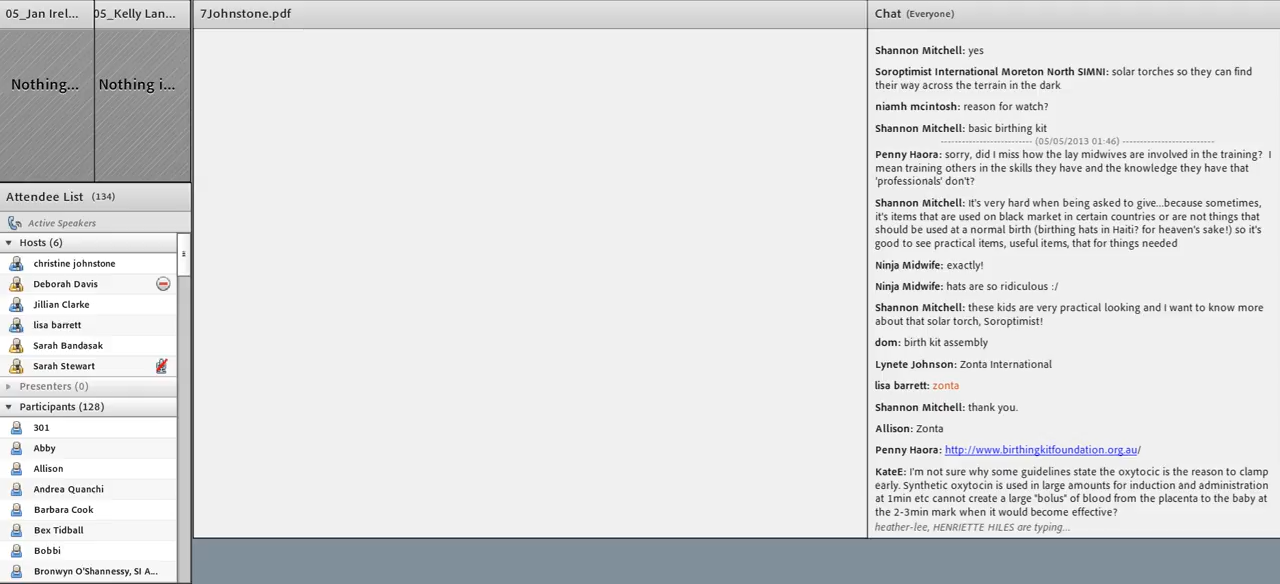 05_Jan Irel...
05_Kelly Lan...
7Johnstone.pdf
Chat (Everyone)
Nothing...
Nothing i...
Attendee List (134)
Active Speakers
Hosts (6)
christine johnstone
Deborah Davis
Jillian Clarke
lisa barrett
Sarah Bandasak
Sarah Stewart
Presenters (0)
Participants (128)
301
Abby
Allison
Andrea Quanchi
Barbara Cook
Bex Tidball
Bobbi
Bronwyn O'Shannessy, SI A...
Shannon Mitchell: yes
Soroptimist International Moreton North SIMNI: solar torches so they can find
their way across the terrain in the dark
niamh mcintosh: reason for watch?
Shannon Mitchell: basic birthing kit
-------------------------- (05/05/2013 01:46) --------------------------
Penny Haora: sorry, did I miss how the lay midwives are involved in the training? I
mean training others in the skills they have and the knowledge they have that
'professionals' don't?
Shannon Mitchell: It's very hard when being asked to give...because sometimes,
it's items that are used on black market in certain countries or are not things that
should be used at a normal birth (birthing hats in Haiti? for heaven's sake!) so it's
good to see practical items, useful items, that for things needed
Ninja Midwife: exactly!
Ninja Midwife: hats are so ridiculous :/
Shannon Mitchell: these kids are very practical looking and I want to know more
about that solar torch, Soroptimist!
dom: birth kit assembly
Lynete Johnson: Zonta International
lisa barrett: zonta
Shannon Mitchell: thank you.
Allison: Zonta
Penny Haora: http://www.birthingkitfoundation.org.au/
KateE: I'm not sure why some guidelines state the oxytocic is the reason to clamp
early. Synthetic oxytocin is used in large amounts for induction and administration
at 1min etc cannot create a large "bolus" of blood from the placenta to the baby at
the 2-3min mark when it would become effective?
heather-lee, HENRIETTE HILES are typing...